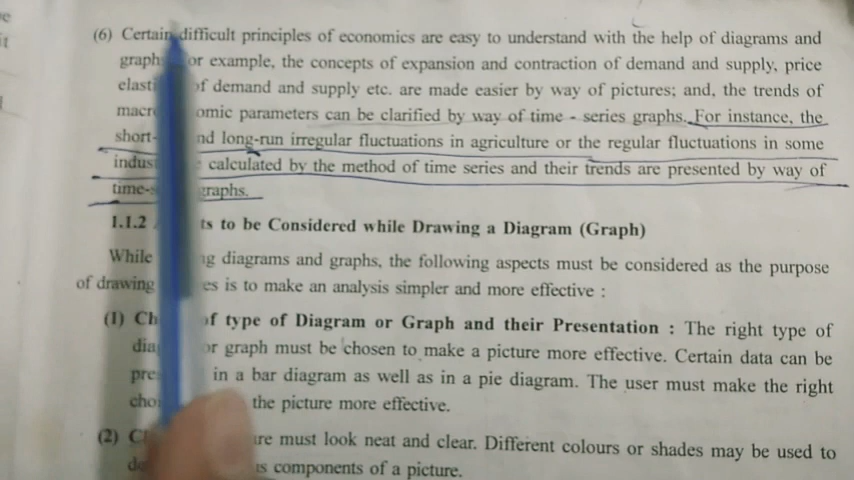 (6) Certain difficult principles of economics are easy to understand with the help of diagrams and
graph or example, the concepts of expansion and contraction of demand and supply, price
elasti of demand and supply etc. are made easier by way of pictures; and, the trends of
macro omic parameters can be clarified by way of time - series graphs. For instance, the
short- nd long-run irregular fluctuations in agriculture or the regular fluctuations in some
indust calculated by the method of time series and their trends are presented by way of
time-s graphs.
1.1.2 ts to be Considered while Drawing a Diagram (Graph)
While ng diagrams and graphs, the following aspects must be considered as the purpose
of drawing es is to make an analysis simpler and more effective :
(1) Ch of type of Diagram or Graph and their Presentation : The right type of
dia or graph must be chosen to make a picture more effective. Certain data can be
pre in a bar diagram as well as in a pie diagram. The user must make the right
cho the picture more effective.
(2) Cl re must look neat and clear. Different colours or shades may be used to
de s components of a picture.